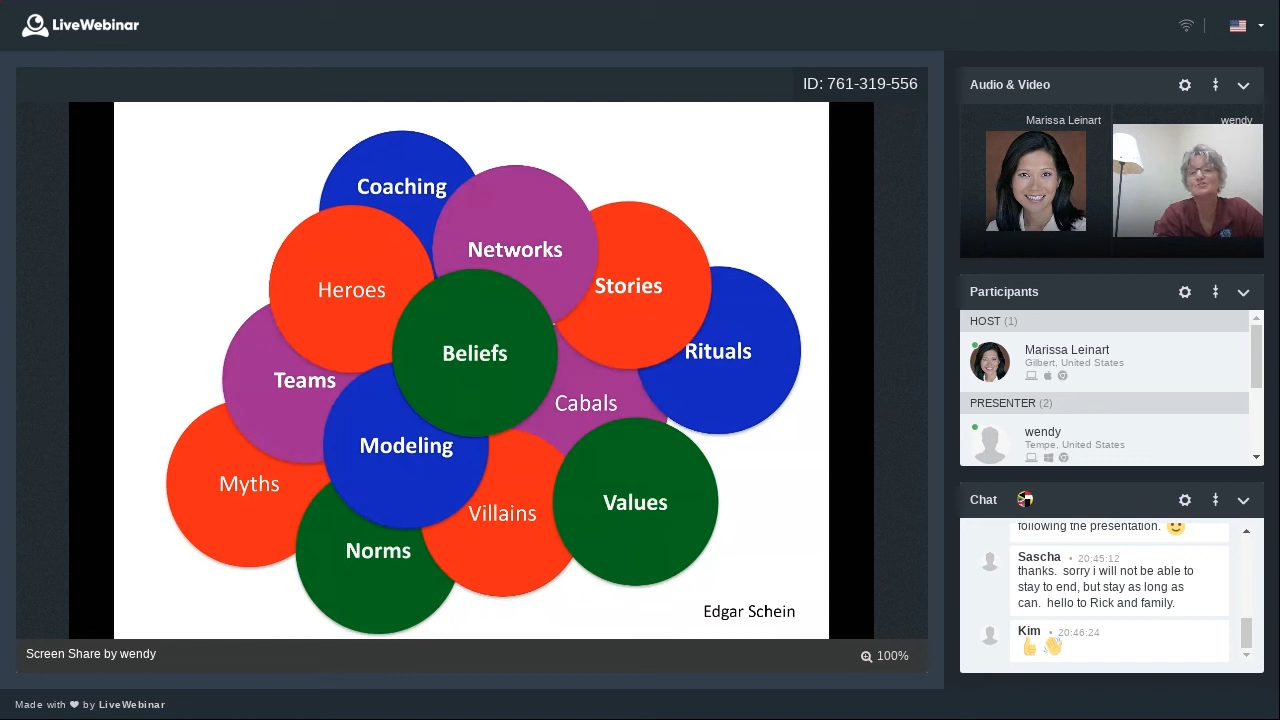 LiveWebinar
ID: 761-319-556
Coaching
Networks
Heroes
Stories
Beliefs
Rituals
Teams
Cabals
Modeling
Myths
Villains
Values
Norms
Edgar Schein
Screen Share by wendy
100%
Made with by LiveWebinar
Audio & Video
Marissa Leinart
wendy
Participants
HOST (1)
Marissa Leinart
Gilbert, United States
PRESENTER (2)
wendy
Tempe, United States
Chat
following the presentation.
Sascha • 20:45:12
thanks. sorry i will not be able to
stay to end, but stay as long as
can. hello to Rick and family.
Kim • 20:46:24